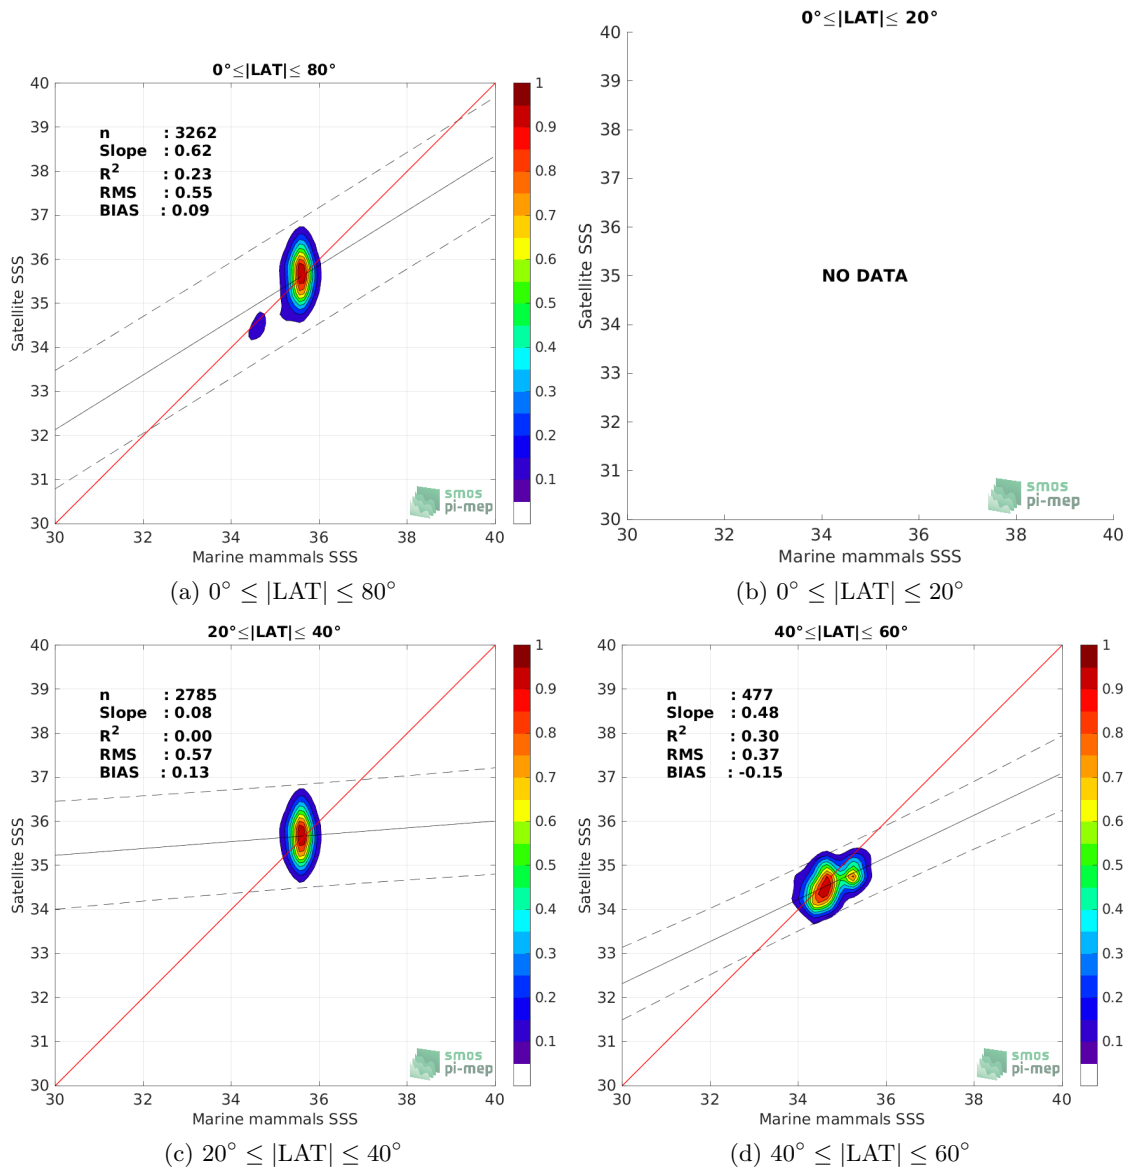 0°≤|LAT|≤ 80°
n : 3262
Slope : 0.62
R² : 0.23
RMS : 0.55
BIAS : 0.09
Satellite SSS
40
39
38
37
36
35
34
33
32
31
30
30 32 34 36 38 40
Marine mammals SSS
1
0.9
0.8
0.7
0.6
0.5
0.4
0.3
0.2
0.1
smos
pi-mep
(a) 0° ≤ |LAT| ≤ 80°
0°≤|LAT|≤ 20°
Satellite SSS
40
39
38
37
36
35
34
33
32
31
30
NO DATA
smos
pi-mep
30 32 34 36 38 40
Marine mammals SSS
(b) 0° ≤ |LAT| ≤ 20°
20°≤|LAT|≤ 40°
n : 2785
Slope : 0.08
R² : 0.00
RMS : 0.57
BIAS : 0.13
Satellite SSS
40
39
38
37
36
35
34
33
32
31
30
30 32 34 36 38 40
Marine mammals SSS
1
0.9
0.8
0.7
0.6
0.5
0.4
0.3
0.2
0.1
smos
pi-mep
(c) 20° ≤ |LAT| ≤ 40°
40°≤|LAT|≤ 60°
n : 477
Slope : 0.48
R² : 0.30
RMS : 0.37
BIAS : -0.15
Satellite SSS
40
39
38
37
36
35
34
33
32
31
30
30 32 34 36 38 40
Marine mammals SSS
1
0.9
0.8
0.7
0.6
0.5
0.4
0.3
0.2
0.1
smos
pi-mep
(d) 40° ≤ |LAT| ≤ 60°